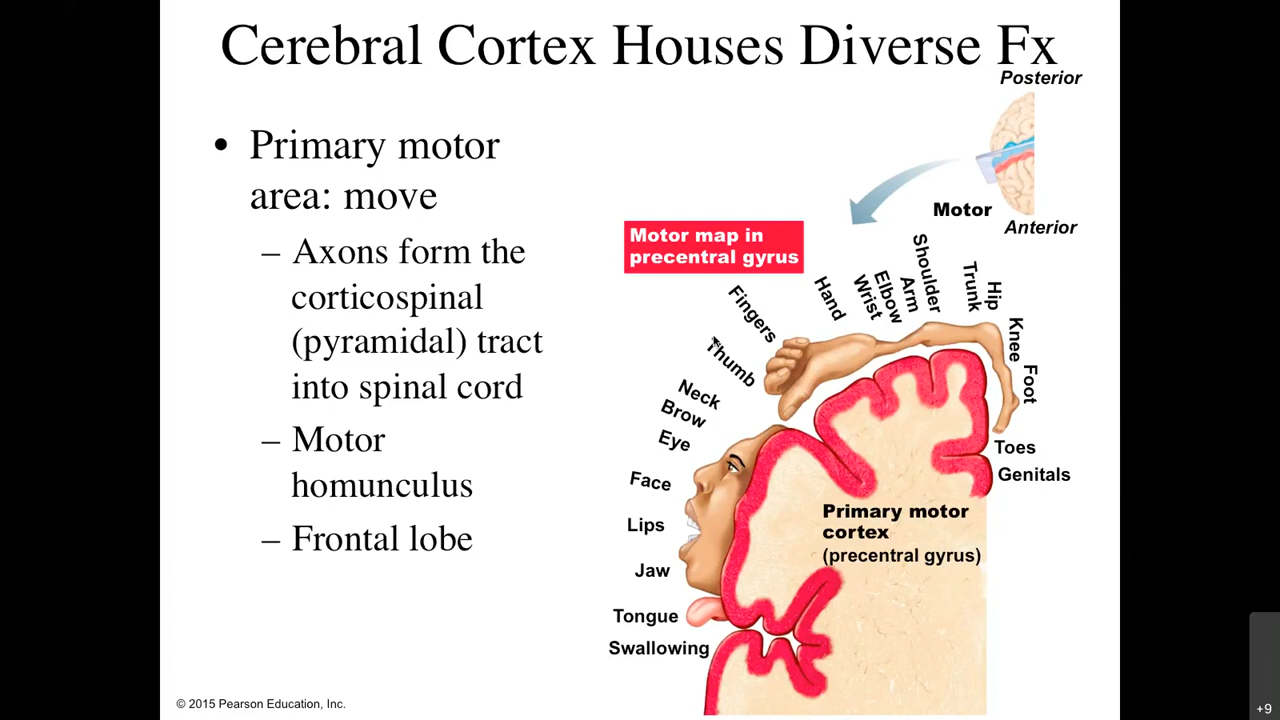 Cerebral Cortex Houses Diverse Fx
• Primary motor
area: move
– Axons form the
corticospinal
(pyramidal) tract
into spinal cord
– Motor
homunculus
– Frontal lobe
Posterior
Motor
Anterior
Motor map in
precentral gyrus
Swallowing
Tongue
Jaw
Lips
Face
Eye
Brow
Neck
Thumb
Fingers
Hand
Wrist
Elbow
Arm
Shoulder
Trunk
Hip
Knee
Foot
Toes
Genitals
Primary motor
cortex
(precentral gyrus)
© 2015 Pearson Education, Inc.
+9